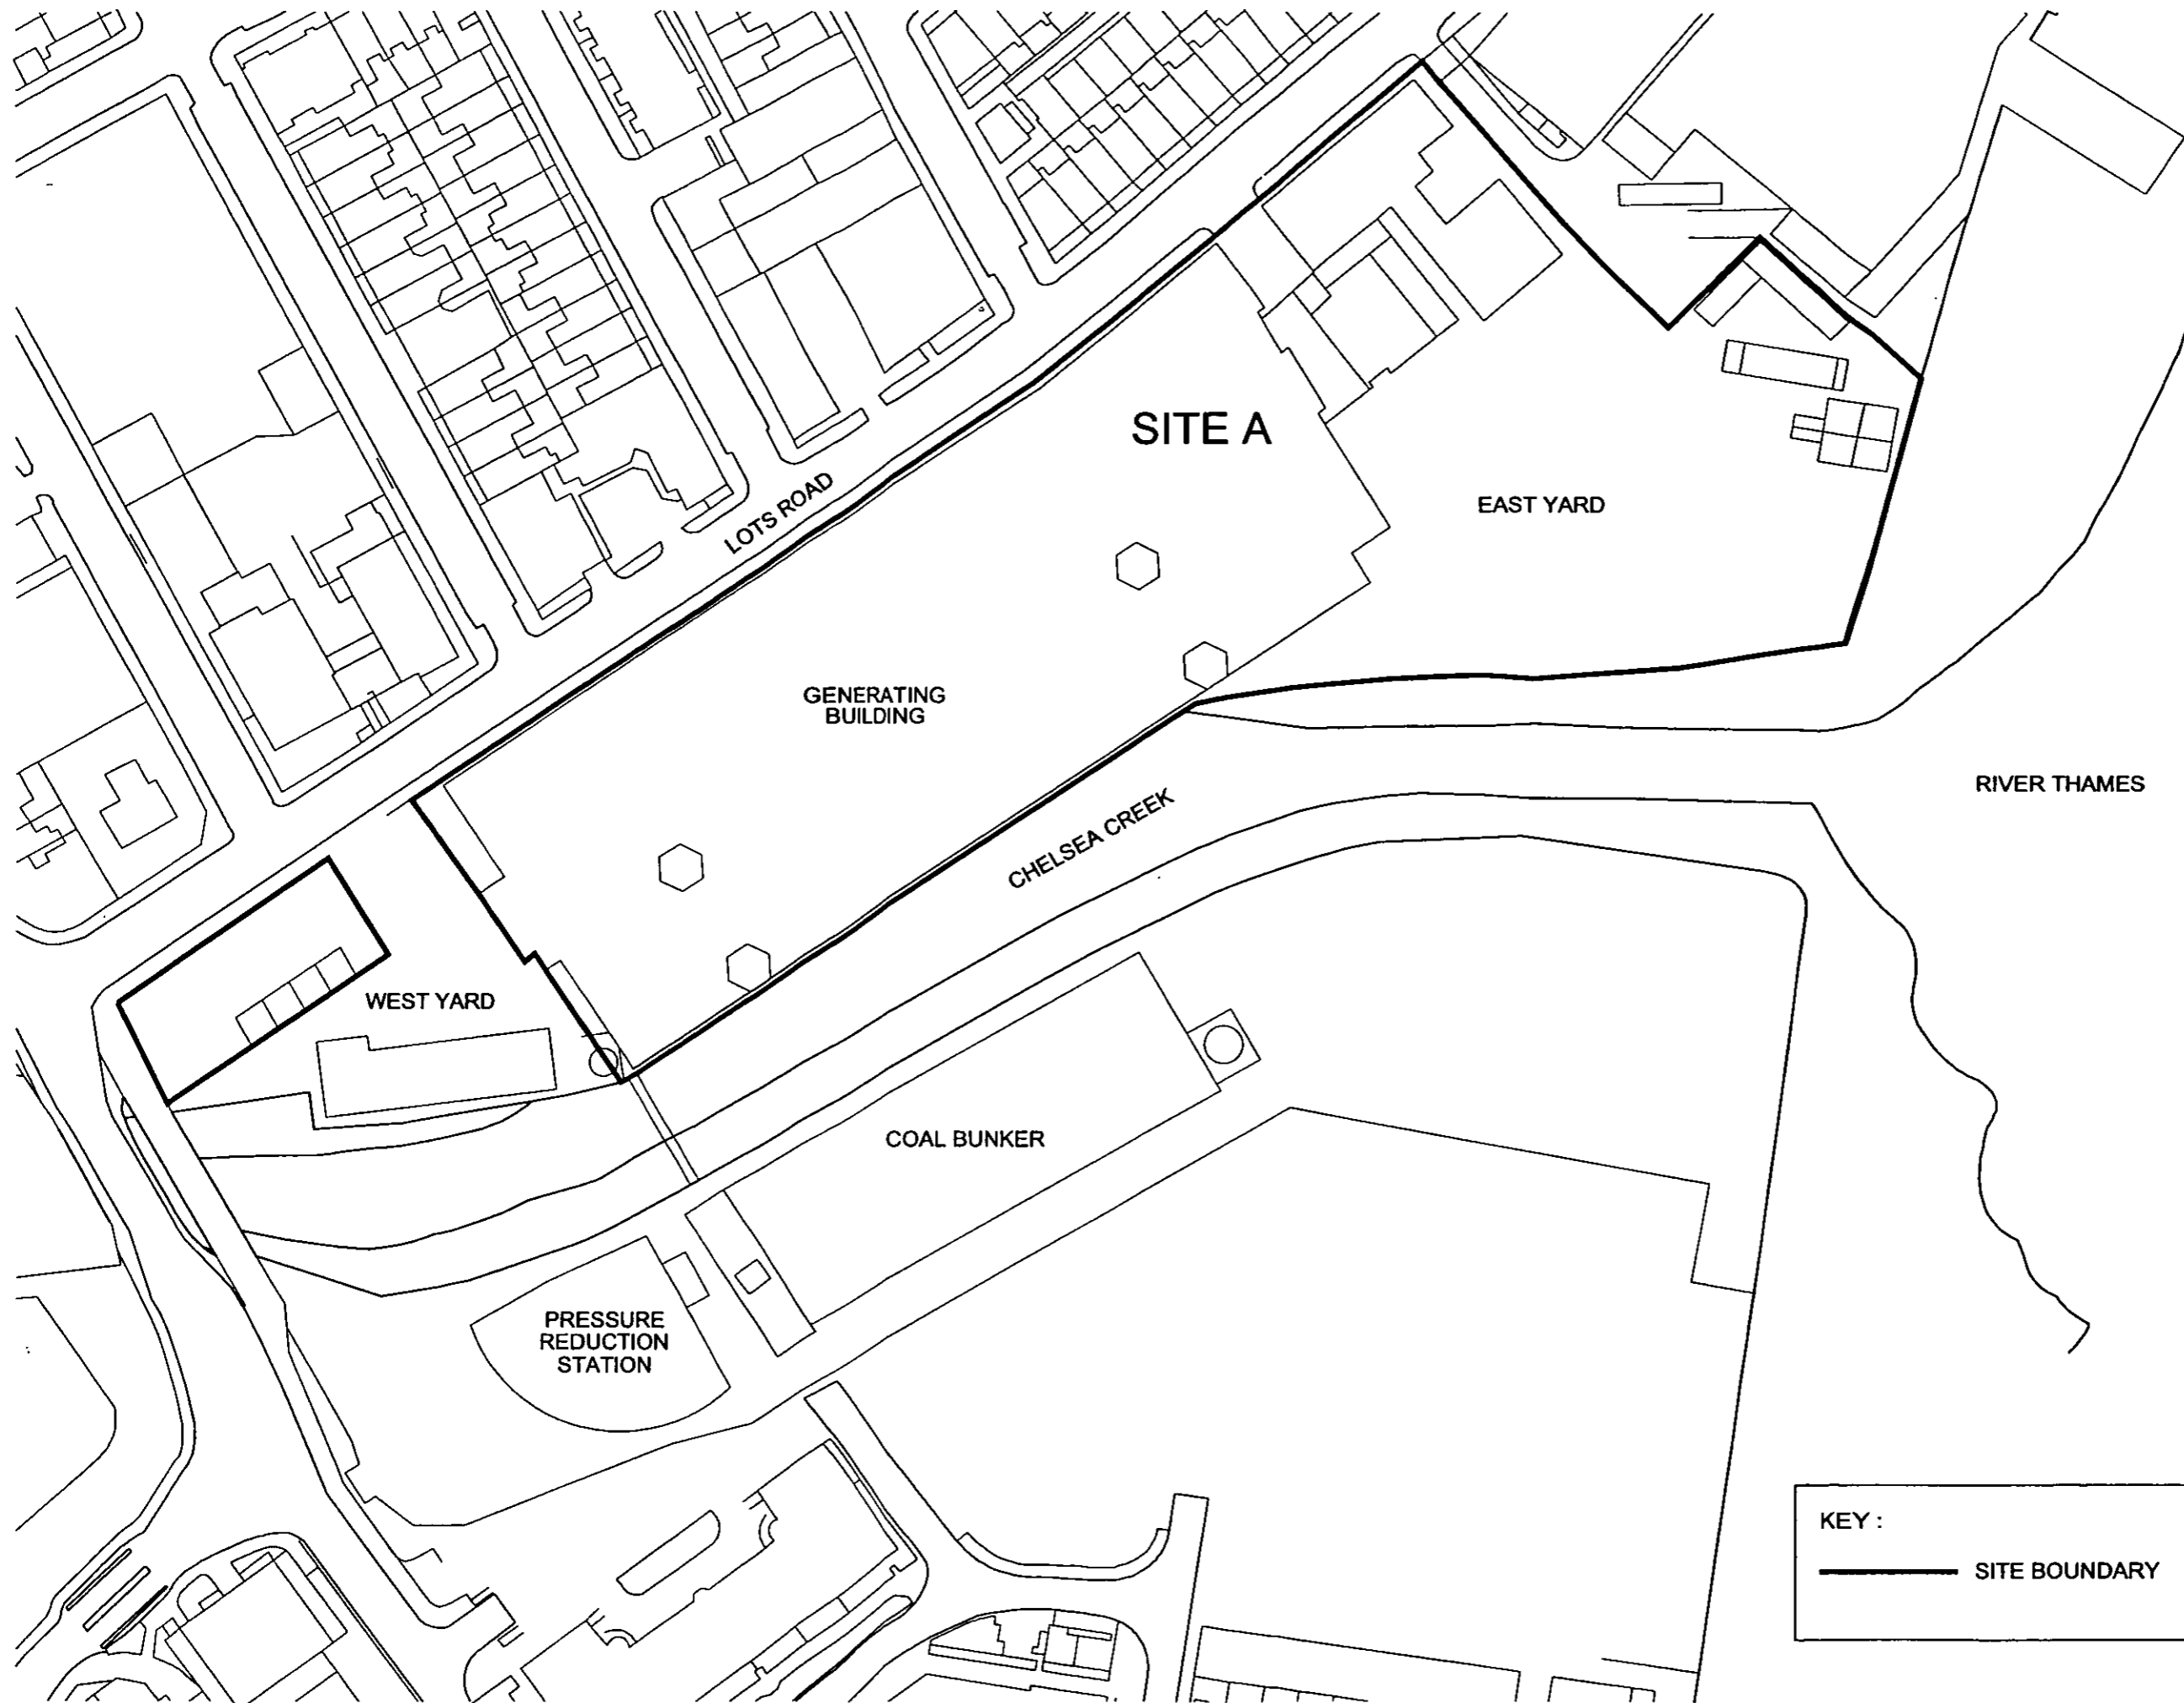 SITE A
LOTS ROAD
EAST YARD
GENERATING
BUILDING
RIVER THAMES
CHELSEA CREEK
WEST YARD
COAL BUNKER
PRESSURE
REDUCTION
STATION
KEY :
SITE BOUNDARY